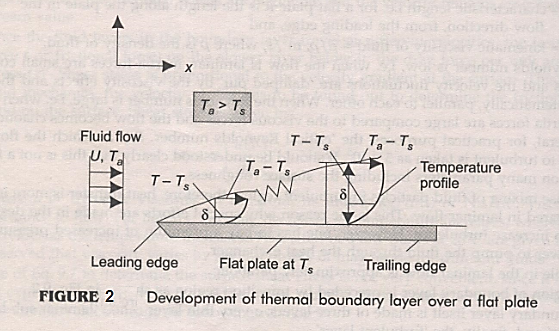 x
Tₐ > Tₛ
Fluid flow
U, Tₐ
T – Tₛ
Tₐ – Tₛ
δ
T – Tₛ
Tₐ – Tₛ
δ
Temperature
profile
Leading edge
Flat plate at Tₛ
Trailing edge
FIGURE 2 Development of thermal boundary layer over a flat plate